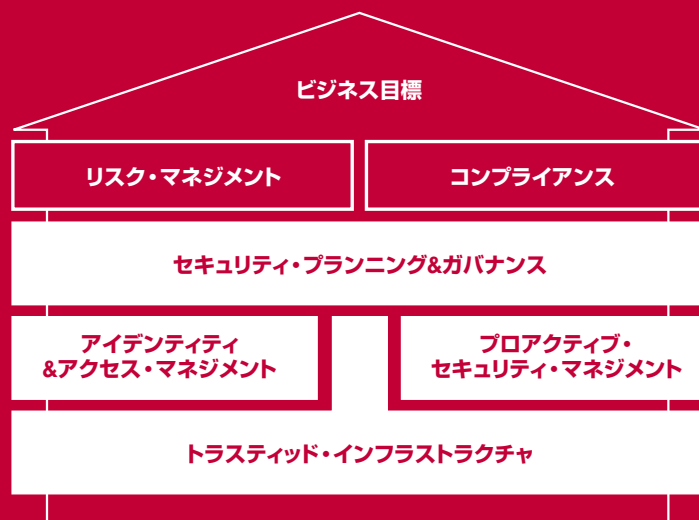 ビジネス目標
リスク・マネジメント
コンプライアンス
セキュリティ・プランニング&ガバナンス
アイデンティティ
&アクセス・マネジメント
プロアクティブ・
セキュリティ・マネジメント
トラスティッド・インフラストラクチャ